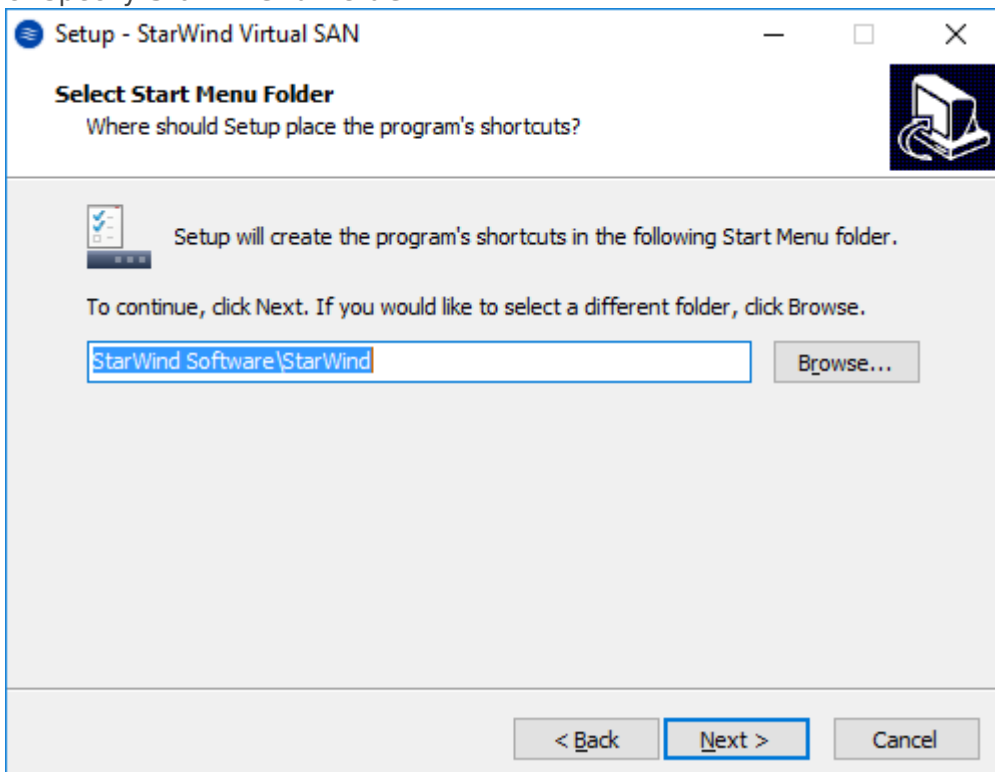 Setup - StarWind Virtual SAN
Select Start Menu Folder
Where should Setup place the program's shortcuts?
Setup will create the program's shortcuts in the following Start Menu folder.
To continue, click Next. If you would like to select a different folder, click Browse.
StarWind Software\StarWind
Browse...
< Back
Next >
Cancel